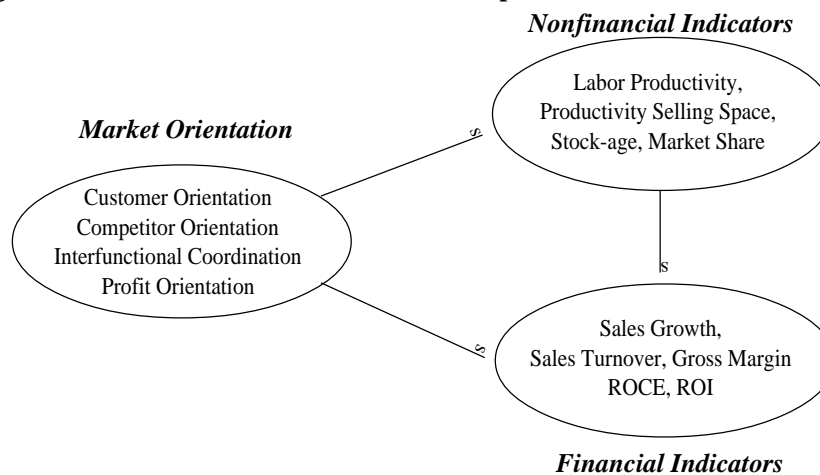 Nonfinancial Indicators
Labor Productivity,
Productivity Selling Space,
Stock-age, Market Share
Market Orientation
s
Customer Orientation
Competitor Orientation
Interfunctional Coordination
Profit Orientation
s
s
Sales Growth,
Sales Turnover, Gross Margin
ROCE, ROI
Financial Indicators